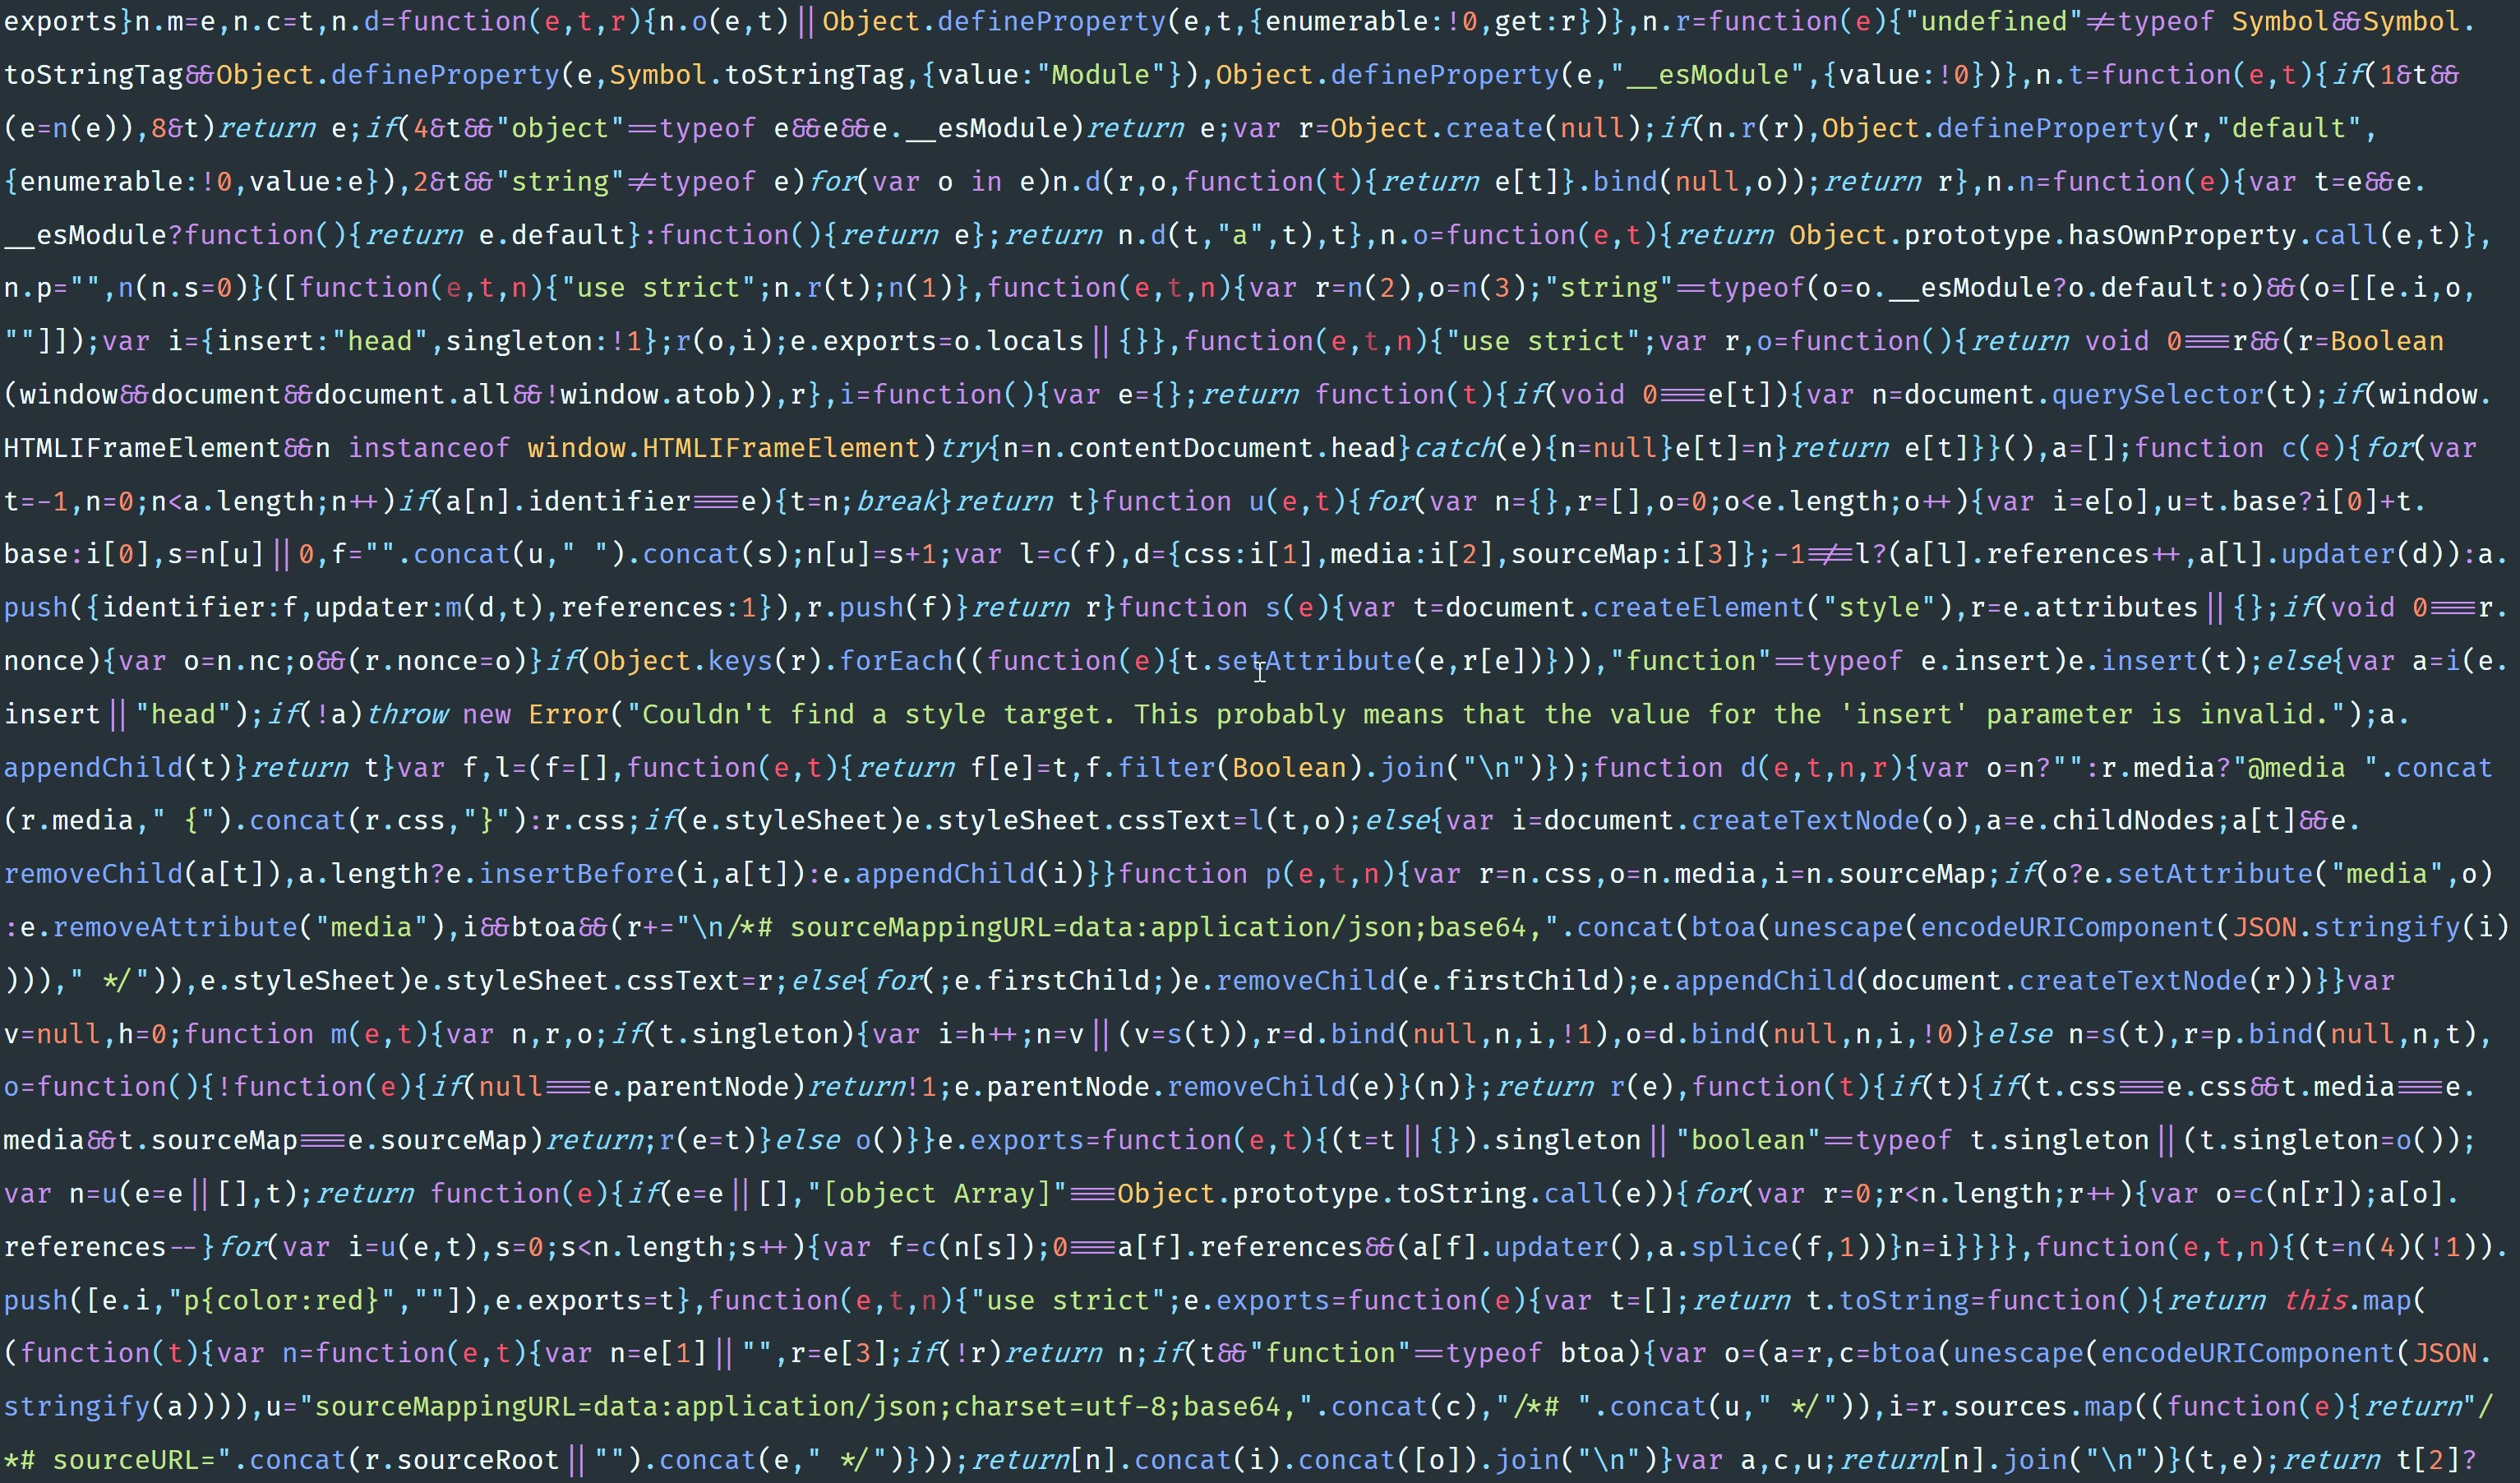 exports}n.m=e,n.c=t,n.d=function(e,t,r){n.o(e,t)||Object.defineProperty(e,t,{enumerable:!0,get:r})},n.r=function(e){"undefined"!=typeof Symbol&&Symbol.
toStringTag&&Object.defineProperty(e,Symbol.toStringTag,{value:"Module"}),Object.defineProperty(e,"__esModule",{value:!0})},n.t=function(e,t){if(1&t&&
(e=n(e)),8&t)return e;if(4&t&&"object"==typeof e&&e&&e.__esModule)return e;var r=Object.create(null);if(n.r(r),Object.defineProperty(r,"default",
{enumerable:!0,value:e}),2&t&&"string"!=typeof e)for(var o in e)n.d(r,o,function(t){return e[t]}.bind(null,o));return r},n.n=function(e){var t=e&&e.
__esModule?function(){return e.default}:function(){return e};return n.d(t,"a",t),t},n.o=function(e,t){return Object.prototype.hasOwnProperty.call(e,t)},
n.p="",n(n.s=0)}([function(e,t,n){"use strict";n.r(t);n(1)},function(e,t,n){var r=n(2),o=n(3);"string"==typeof(o=o.__esModule?o.default:o)&&(o=[[e.i,o,
""]]);var i={insert:"head",singleton:!1};r(o,i);e.exports=o.locals||{}},function(e,t,n){"use strict";var r,o=function(){return void 0===r&&(r=Boolean
(window&&document&&document.all&&!window.atob)),r},i=function(){var e={};return function(t){if(void 0===e[t]){var n=document.querySelector(t);if(window.
HTMLIFrameElement&&n instanceof window.HTMLIFrameElement)try{n=n.contentDocument.head}catch(e){n=null}e[t]=n}return e[t]}}(),a=[];function c(e){for(var
t=-1,n=0;n<a.length;n++)if(a[n].identifier===e){t=n;break}return t}function u(e,t){for(var n={},r=[],o=0;o<e.length;o++){var i=e[o],u=t.base?i[0]+t.
base:i[0],s=n[u]||0,f="".concat(u," ").concat(s);n[u]=s+1;var l=c(f),d={css:i[1],media:i[2],sourceMap:i[3]};-1!==l?(a[l].references++,a[l].updater(d)):a.
push({identifier:f,updater:m(d,t),references:1}),r.push(f)}return r}function s(e){var t=document.createElement("style"),r=e.attributes||{};if(void 0===r.
nonce){var o=n.nc;o&&(r.nonce=o)}if(Object.keys(r).forEach((function(e){t.setAttribute(e,r[e])})),"function"==typeof e.insert)e.insert(t);else{var a=i(e.
insert||"head");if(!a)throw new Error("Couldn't find a style target. This probably means that the value for the 'insert' parameter is invalid.");a.
appendChild(t)}return t}var f,l=(f=[],function(e,t){return f[e]=t,f.filter(Boolean).join("\n")});function d(e,t,n,r){var o=n?"":r.media?"@media ".concat
(r.media," {").concat(r.css,"}"):r.css;if(e.styleSheet)e.styleSheet.cssText=l(t,o);else{var i=document.createTextNode(o),a=e.childNodes;a[t]&&e.
removeChild(a[t]),a.length?e.insertBefore(i,a[t]):e.appendChild(i)}}function p(e,t,n){var r=n.css,o=n.media,i=n.sourceMap;if(o?e.setAttribute("media",o)
:e.removeAttribute("media"),i&&btoa&&(r+="\n/*# sourceMappingURL=data:application/json;base64,".concat(btoa(unescape(encodeURIComponent(JSON.stringify(i)
)))," */")),e.styleSheet)e.styleSheet.cssText=r;else{for(;e.firstChild;)e.removeChild(e.firstChild);e.appendChild(document.createTextNode(r))}}var
v=null,h=0;function m(e,t){var n,r,o;if(t.singleton){var i=h++;n=v||(v=s(t)),r=d.bind(null,n,i,!1),o=d.bind(null,n,i,!0)}else n=s(t),r=p.bind(null,n,t),
o=function(){!function(e){if(null===e.parentNode)return!1;e.parentNode.removeChild(e)}(n)};return r(e),function(t){if(t){if(t.css===e.css&&t.media===e.
media&&t.sourceMap===e.sourceMap)return;r(e=t)}else o()}}e.exports=function(e,t){(t=t||{}).singleton||"boolean"==typeof t.singleton||(t.singleton=o());
var n=u(e=e||[],t);return function(e){if(e=e||[],"[object Array]"===Object.prototype.toString.call(e)){for(var r=0;r<n.length;r++){var o=c(n[r]);a[o].
references--}for(var i=u(e,t),s=0;s<n.length;s++){var f=c(n[s]);0===a[f].references&&(a[f].updater(),a.splice(f,1))}n=i}}}},function(e,t,n){(t=n(4)(!1)).
push([e.i,"p{color:red}",""]),e.exports=t},function(e,t,n){"use strict";e.exports=function(e){var t=[];return t.toString=function(){return this.map(
(function(t){var n=function(e,t){var n=e[1]||"",r=e[3];if(!r)return n;if(t&&"function"==typeof btoa){var o=(a=r,c=btoa(unescape(encodeURIComponent(JSON.
stringify(a)))),u="sourceMappingURL=data:application/json;charset=utf-8;base64,".concat(c),"/*# ".concat(u," */")),i=r.sources.map((function(e){return"/
*# sourceURL=".concat(r.sourceRoot||"").concat(e," */")}));return[n].concat(i).concat([o]).join("\n")}var a,c,u;return[n].join("\n")}(t,e);return t[2]?